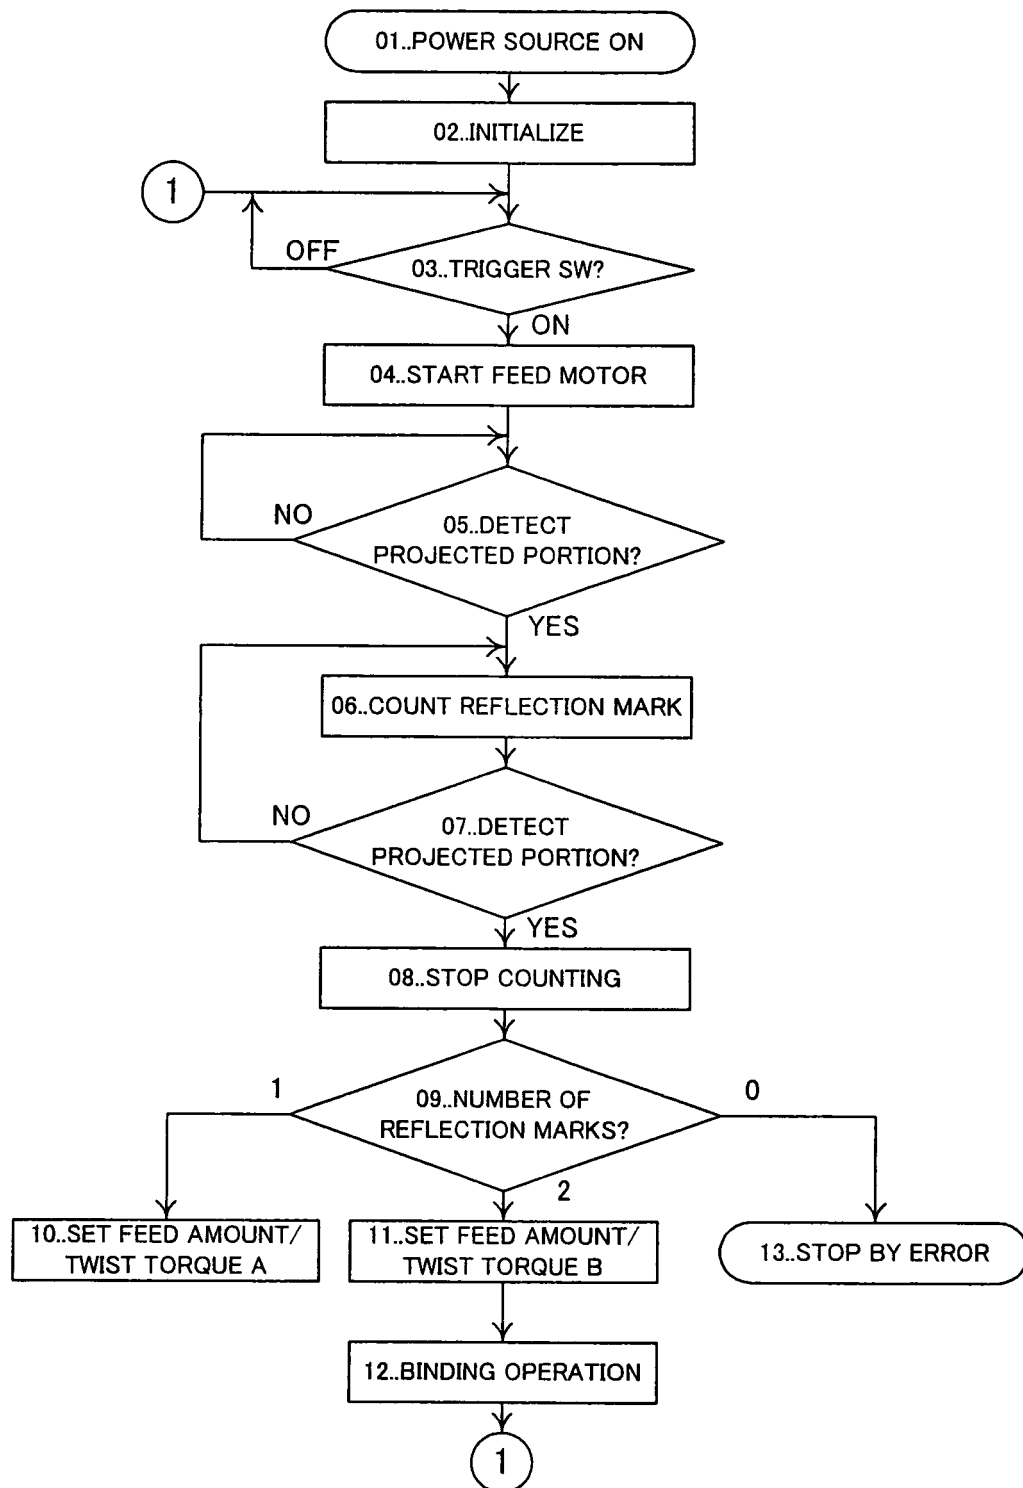 01..POWER SOURCE ON
02..INITIALIZE
1
OFF
03..TRIGGER SW?
ON
04..START FEED MOTOR
NO
05..DETECT
PROJECTED PORTION?
YES
06..COUNT REFLECTION MARK
NO
07..DETECT
PROJECTED PORTION?
YES
08..STOP COUNTING
1
09..NUMBER OF
REFLECTION MARKS?
0
2
10..SET FEED AMOUNT/
TWIST TORQUE A
11..SET FEED AMOUNT/
TWIST TORQUE B
13..STOP BY ERROR
12..BINDING OPERATION
1